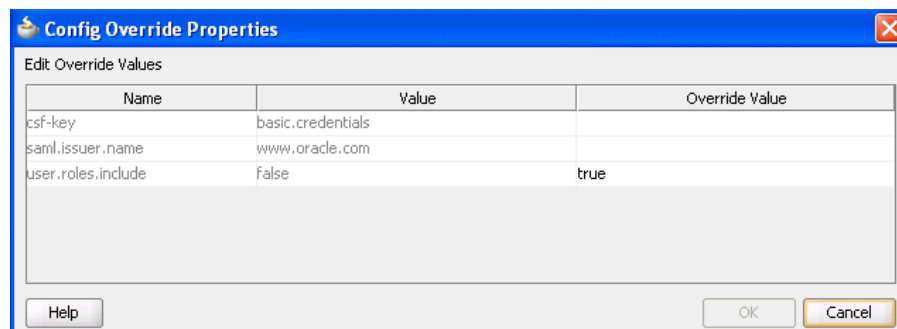 Config Override Properties
Edit Override Values
Name Value Override Value
csf-key basic.credentials
saml.issuer.name www.oracle.com
user.roles.include false true
Help OK Cancel